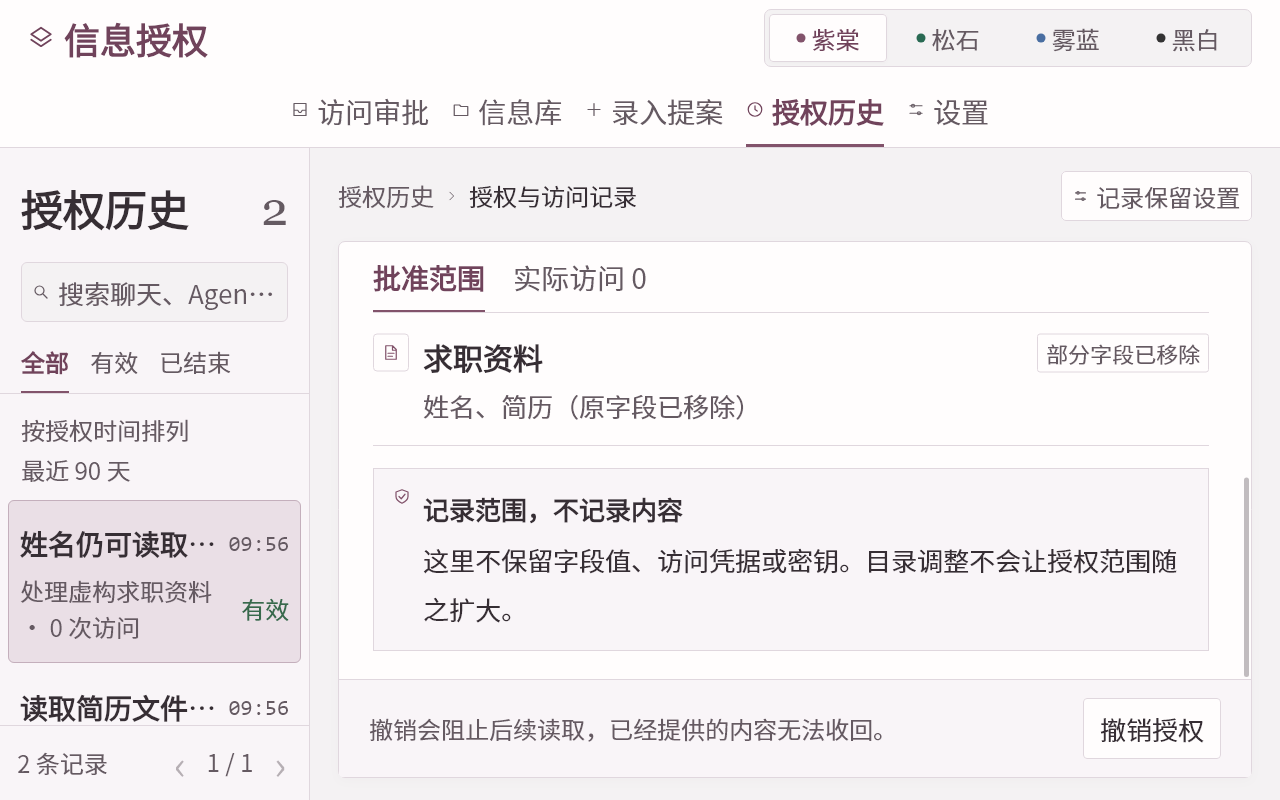 信息授权
紫棠
松石
雾蓝
黑白
访问审批
信息库
录入提案
授权历史
设置
授权历史 2
搜索聊天、Agen…
全部 有效 已结束
按授权时间排列
最近 90 天
姓名仍可读取… 09:56
处理虚构求职资料
· 0 次访问
有效
读取简历文件… 09:56
2 条记录
1 / 1
授权历史 › 授权与访问记录
记录保留设置
批准范围 实际访问 0
求职资料
部分字段已移除
姓名、简历（原字段已移除）
记录范围，不记录内容
这里不保留字段值、访问凭据或密钥。目录调整不会让授权范围随
之扩大。
撤销会阻止后续读取，已经提供的内容无法收回。
撤销授权